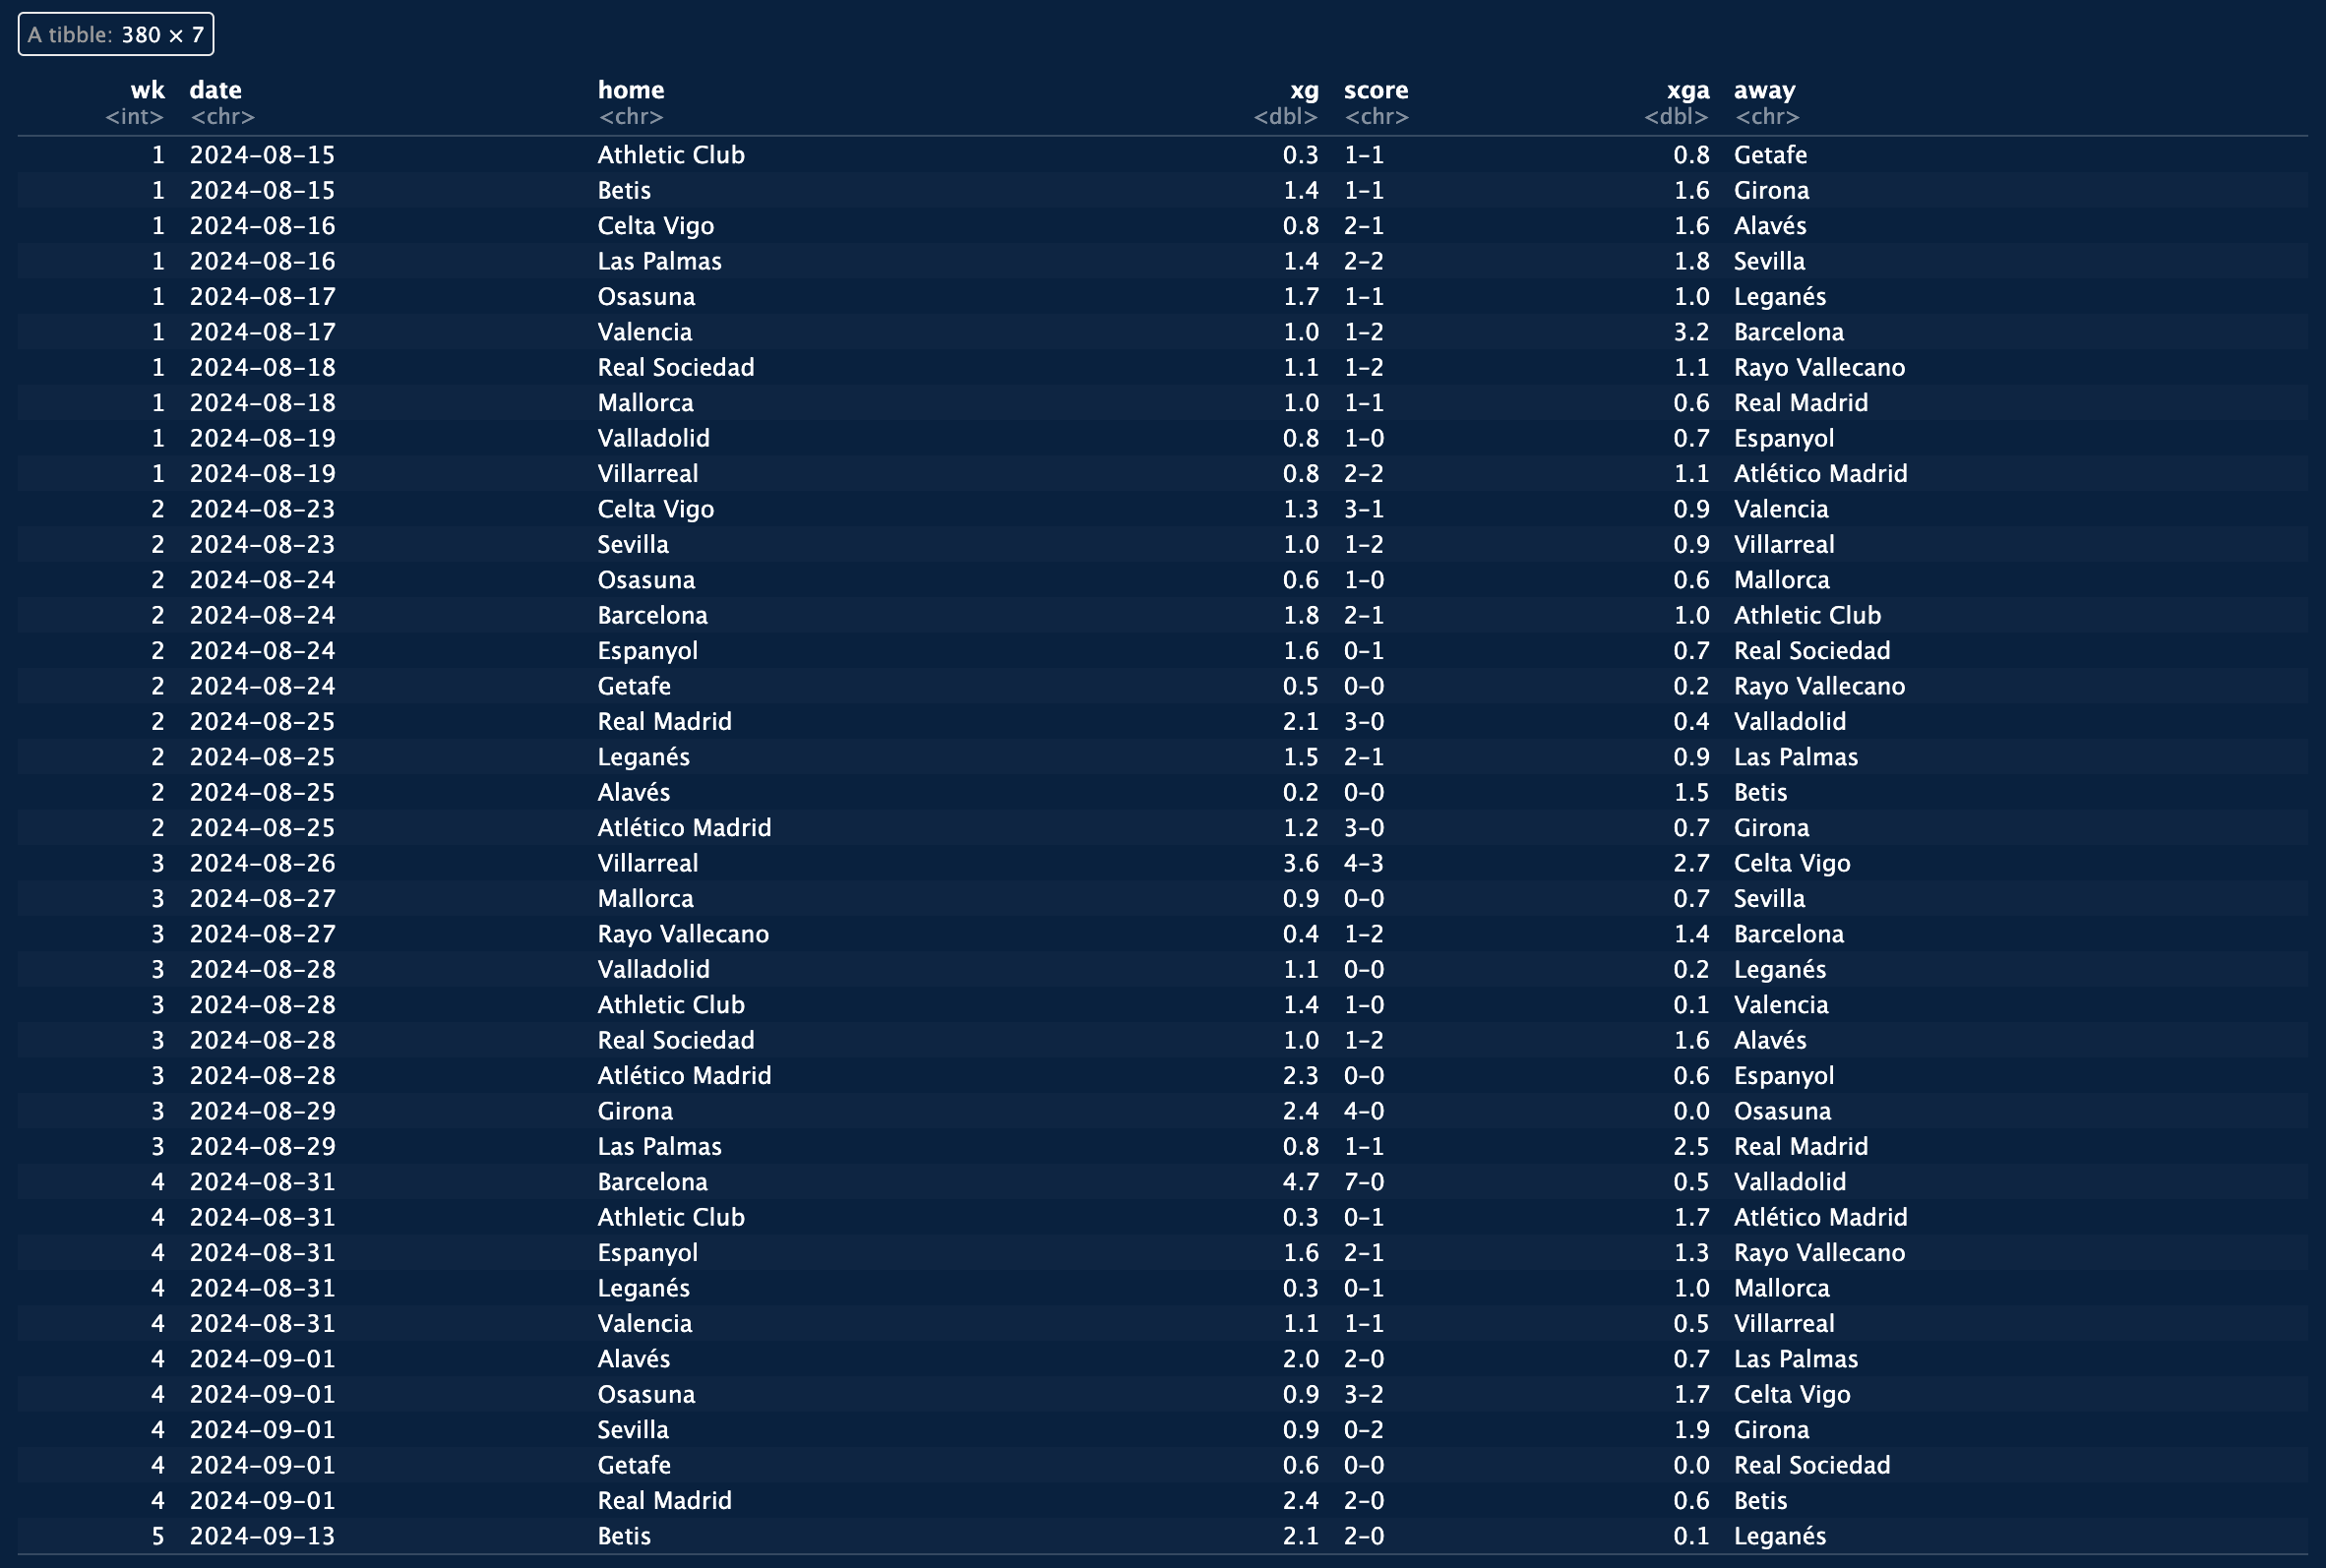 A tibble: 380 × 7
wk date home xg score xga away
<int> <chr> <chr> <dbl> <chr> <dbl> <chr>
1 2024-08-15 Athletic Club 0.3 1-1 0.8 Getafe
1 2024-08-15 Betis 1.4 1-1 1.6 Girona
1 2024-08-16 Celta Vigo 0.8 2-1 1.6 Alavés
1 2024-08-16 Las Palmas 1.4 2-2 1.8 Sevilla
1 2024-08-17 Osasuna 1.7 1-1 1.0 Leganés
1 2024-08-17 Valencia 1.0 1-2 3.2 Barcelona
1 2024-08-18 Real Sociedad 1.1 1-2 1.1 Rayo Vallecano
1 2024-08-18 Mallorca 1.0 1-1 0.6 Real Madrid
1 2024-08-19 Valladolid 0.8 1-0 0.7 Espanyol
1 2024-08-19 Villarreal 0.8 2-2 1.1 Atlético Madrid
2 2024-08-23 Celta Vigo 1.3 3-1 0.9 Valencia
2 2024-08-23 Sevilla 1.0 1-2 0.9 Villarreal
2 2024-08-24 Osasuna 0.6 1-0 0.6 Mallorca
2 2024-08-24 Barcelona 1.8 2-1 1.0 Athletic Club
2 2024-08-24 Espanyol 1.6 0-1 0.7 Real Sociedad
2 2024-08-24 Getafe 0.5 0-0 0.2 Rayo Vallecano
2 2024-08-25 Real Madrid 2.1 3-0 0.4 Valladolid
2 2024-08-25 Leganés 1.5 2-1 0.9 Las Palmas
2 2024-08-25 Alavés 0.2 0-0 1.5 Betis
2 2024-08-25 Atlético Madrid 1.2 3-0 0.7 Girona
3 2024-08-26 Villarreal 3.6 4-3 2.7 Celta Vigo
3 2024-08-27 Mallorca 0.9 0-0 0.7 Sevilla
3 2024-08-27 Rayo Vallecano 0.4 1-2 1.4 Barcelona
3 2024-08-28 Valladolid 1.1 0-0 0.2 Leganés
3 2024-08-28 Athletic Club 1.4 1-0 0.1 Valencia
3 2024-08-28 Real Sociedad 1.0 1-2 1.6 Alavés
3 2024-08-28 Atlético Madrid 2.3 0-0 0.6 Espanyol
3 2024-08-29 Girona 2.4 4-0 0.0 Osasuna
3 2024-08-29 Las Palmas 0.8 1-1 2.5 Real Madrid
4 2024-08-31 Barcelona 4.7 7-0 0.5 Valladolid
4 2024-08-31 Athletic Club 0.3 0-1 1.7 Atlético Madrid
4 2024-08-31 Espanyol 1.6 2-1 1.3 Rayo Vallecano
4 2024-08-31 Leganés 0.3 0-1 1.0 Mallorca
4 2024-08-31 Valencia 1.1 1-1 0.5 Villarreal
4 2024-09-01 Alavés 2.0 2-0 0.7 Las Palmas
4 2024-09-01 Osasuna 0.9 3-2 1.7 Celta Vigo
4 2024-09-01 Sevilla 0.9 0-2 1.9 Girona
4 2024-09-01 Getafe 0.6 0-0 0.0 Real Sociedad
4 2024-09-01 Real Madrid 2.4 2-0 0.6 Betis
5 2024-09-13 Betis 2.1 2-0 0.1 Leganés